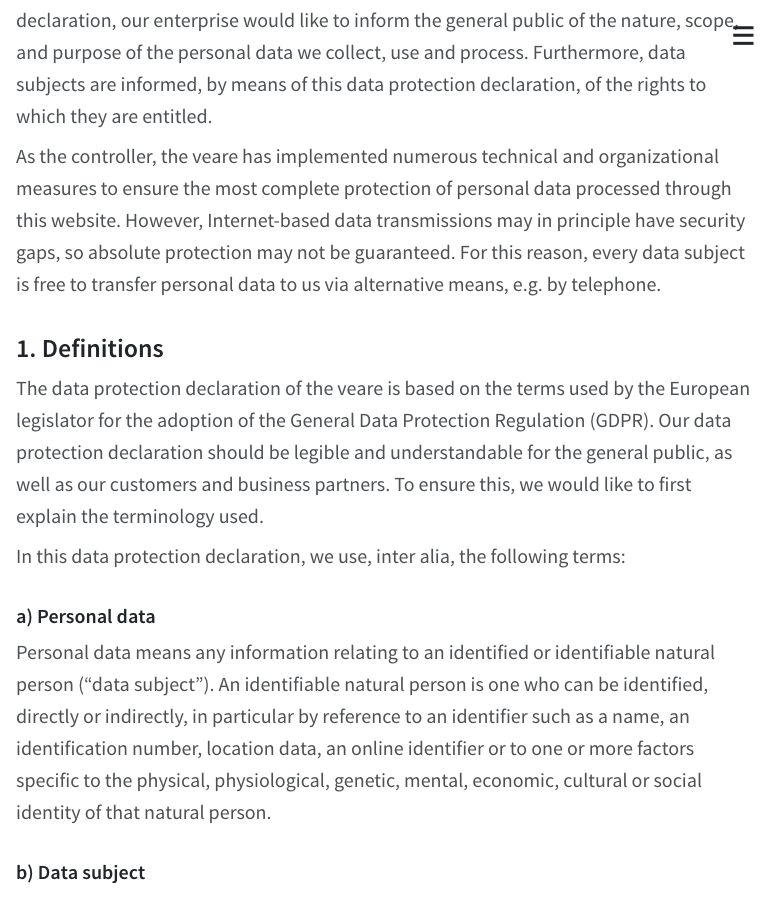 declaration, our enterprise would like to inform the general public of the nature, scope,
and purpose of the personal data we collect, use and process. Furthermore, data
subjects are informed, by means of this data protection declaration, of the rights to
which they are entitled.
As the controller, the veare has implemented numerous technical and organizational
measures to ensure the most complete protection of personal data processed through
this website. However, Internet-based data transmissions may in principle have security
gaps, so absolute protection may not be guaranteed. For this reason, every data subject
is free to transfer personal data to us via alternative means, e.g. by telephone.
1. Definitions
The data protection declaration of the veare is based on the terms used by the European
legislator for the adoption of the General Data Protection Regulation (GDPR). Our data
protection declaration should be legible and understandable for the general public, as
well as our customers and business partners. To ensure this, we would like to first
explain the terminology used.
In this data protection declaration, we use, inter alia, the following terms:
a) Personal data
Personal data means any information relating to an identified or identifiable natural
person (“data subject”). An identifiable natural person is one who can be identified,
directly or indirectly, in particular by reference to an identifier such as a name, an
identification number, location data, an online identifier or to one or more factors
specific to the physical, physiological, genetic, mental, economic, cultural or social
identity of that natural person.
b) Data subject